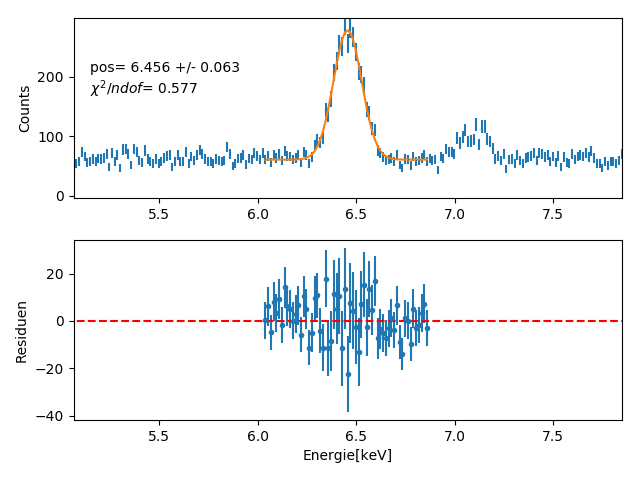 200
100
0
Counts
pos= 6.456 +/- 0.063
χ²/ndof= 0.577
5.5 6.0 6.5 7.0 7.5
20
0
−20
−40
Residuen
5.5 6.0 6.5 7.0 7.5
Energie[keV]